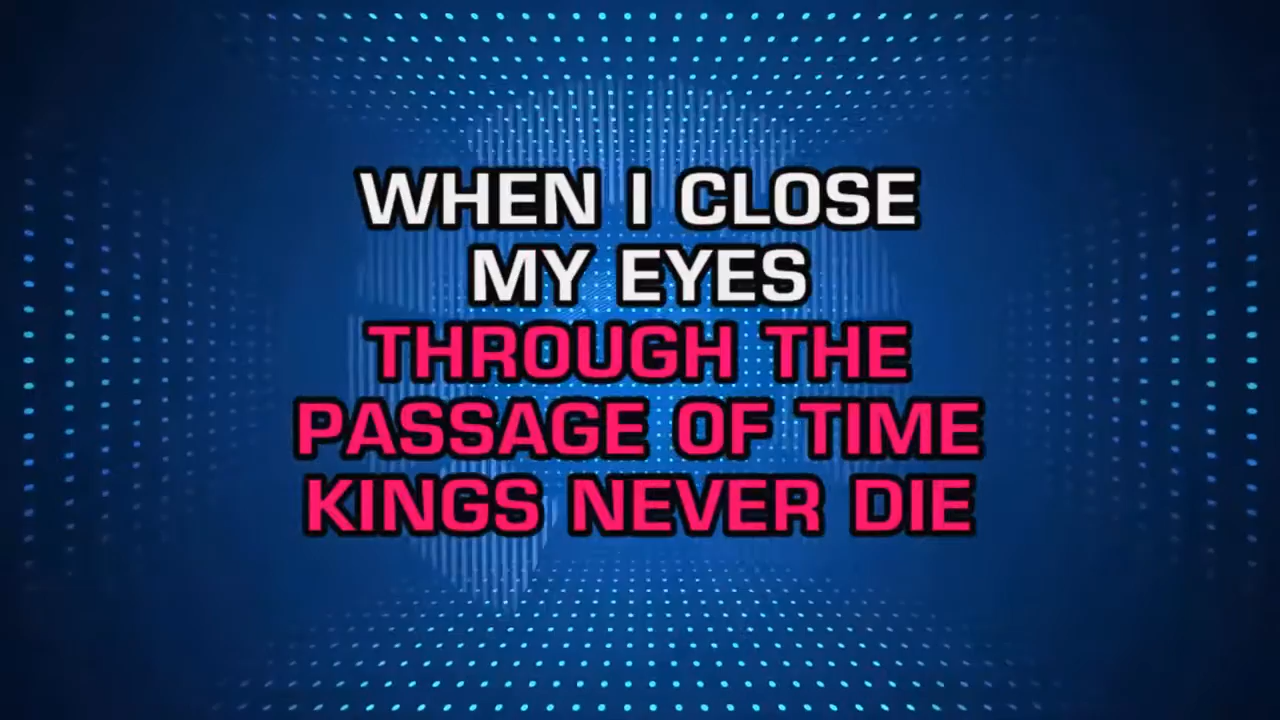 WHEN I CLOSE
MY EYES
THROUGH THE
PASSAGE OF TIME
KINGS NEVER DIE